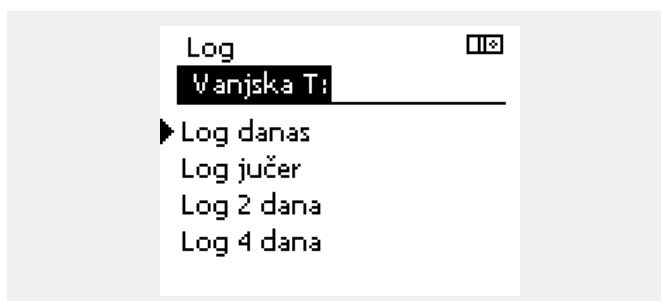 Log
Vanjska T:
Log danas
Log jučer
Log 2 dana
Log 4 dana